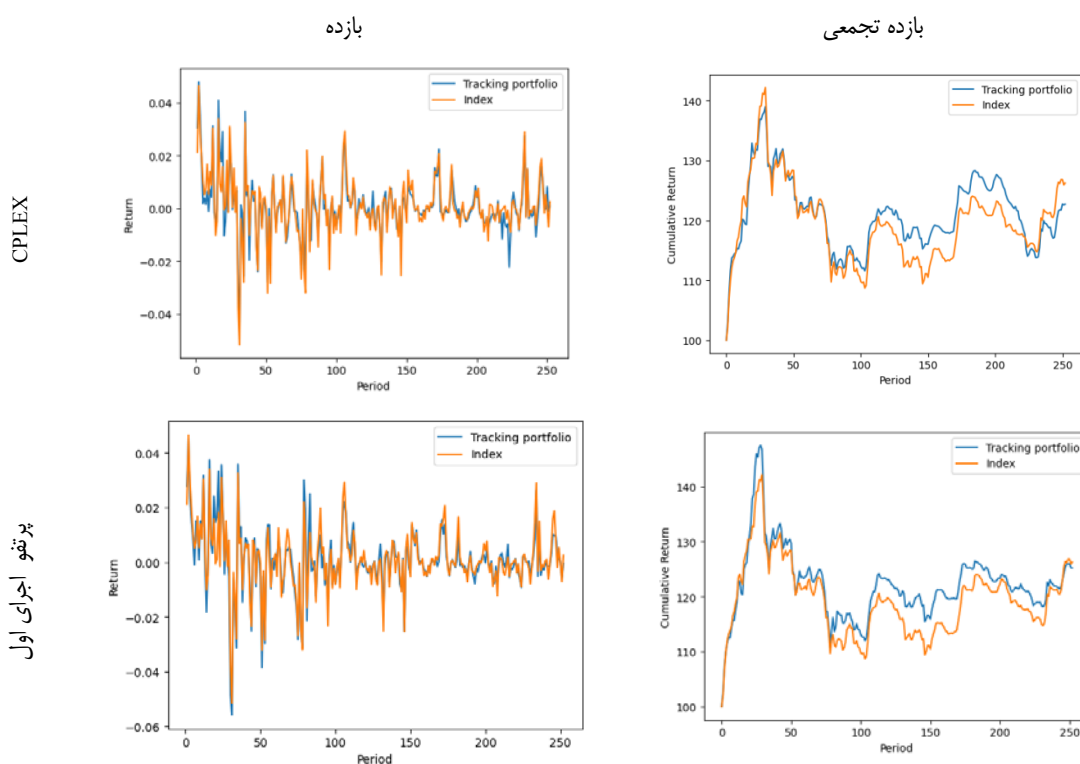 بازده
بازده تجمعی
CPLEX
Return
0.04
0.02
0.00
−0.02
−0.04
Tracking portfolio
Index
0
50
100
150
200
250
Period
Cumulative Return
140
130
120
110
100
Tracking portfolio
Index
0
50
100
150
200
250
Period
پرتفو اجرای اول
Return
0.04
0.02
0.00
−0.02
−0.04
−0.06
Tracking portfolio
Index
0
50
100
150
200
250
Period
Cumulative Return
140
130
120
110
100
Tracking portfolio
Index
0
50
100
150
200
250
Period